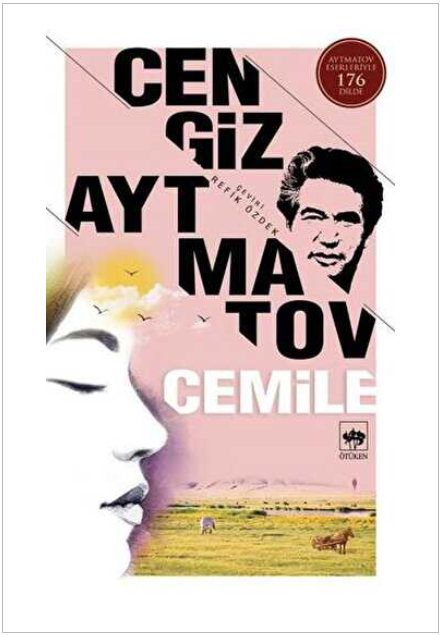 CEN
GİZ
AYT
MA
TOV
CEMİLE
ÇEVİRİ
REFİK ÖZDEK
AYTMATOV
ESERLERİYLE
176
DİLDE
ÖTÜKEN